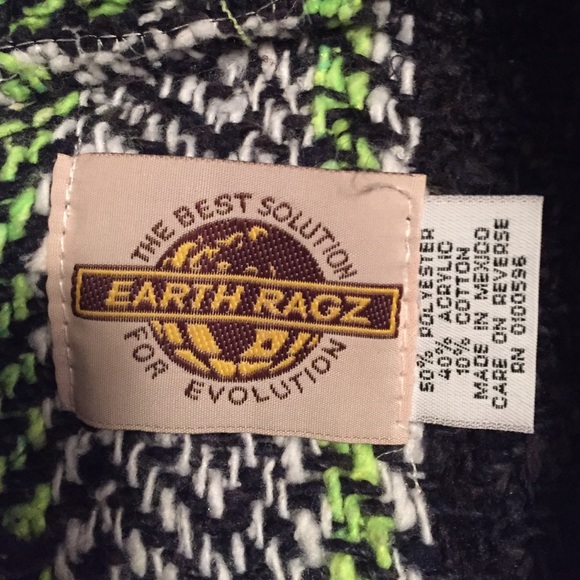 THE BEST SOLUTION
EARTH RAGZ
FOR EVOLUTION
50% POLYESTER
40% ACRYLIC
10% COTTON
MADE IN MEXICO
CARE ON REVERSE
RN 0100596